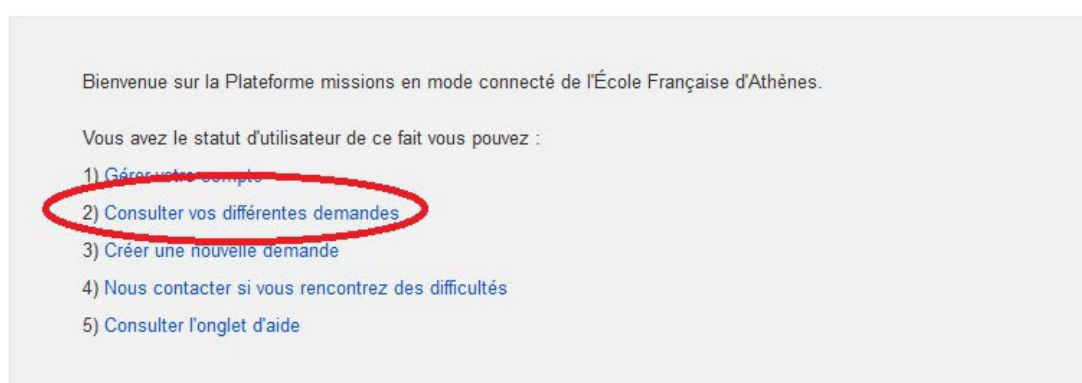 Bienvenue sur la Plateforme missions en mode connecté de l'École Française d'Athènes.
Vous avez le statut d'utilisateur de ce fait vous pouvez :
1) Gérer votre compte
2) Consulter vos différentes demandes
3) Créer une nouvelle demande
4) Nous contacter si vous rencontrez des difficultés
5) Consulter l'onglet d'aide